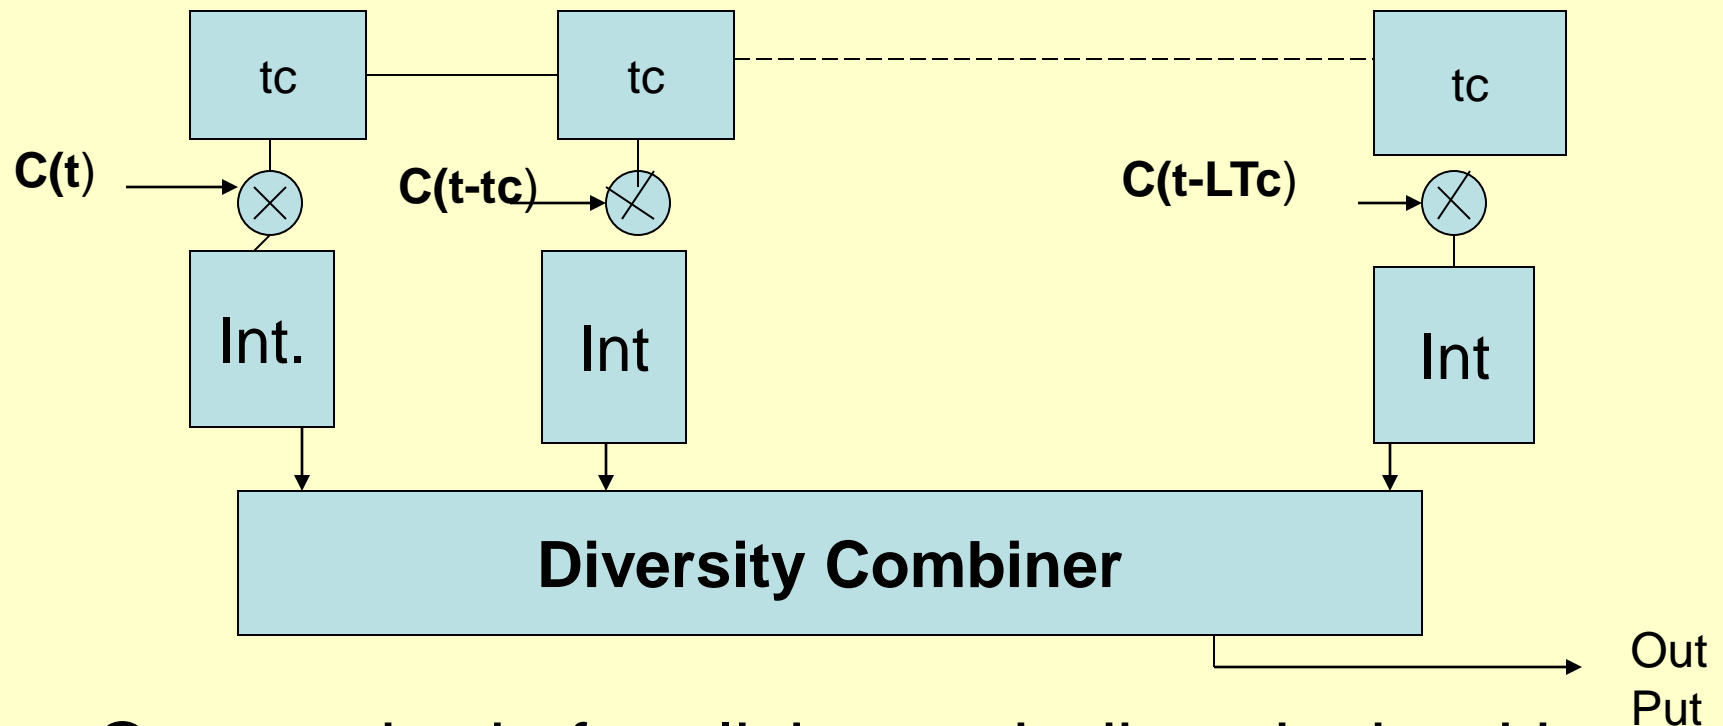 tc
tc
tc
C(t)
C(t-tc)
C(t-LTc)
Int.
Int
Int
Diversity Combiner
Out
Put